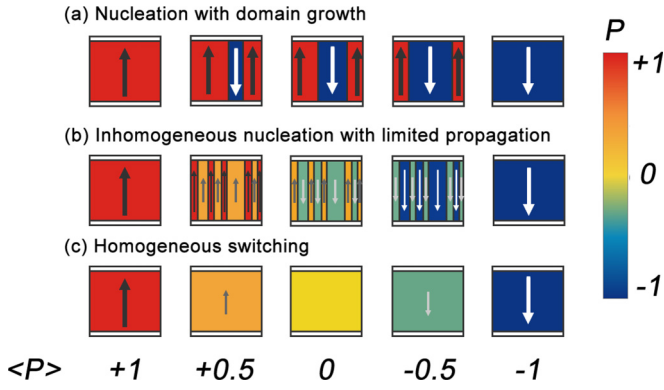 (a) Nucleation with domain growth
P
+1
(b) Inhomogeneous nucleation with limited propagation
0
(c) Homogeneous switching
-1
<P> +1 +0.5 0 -0.5 -1